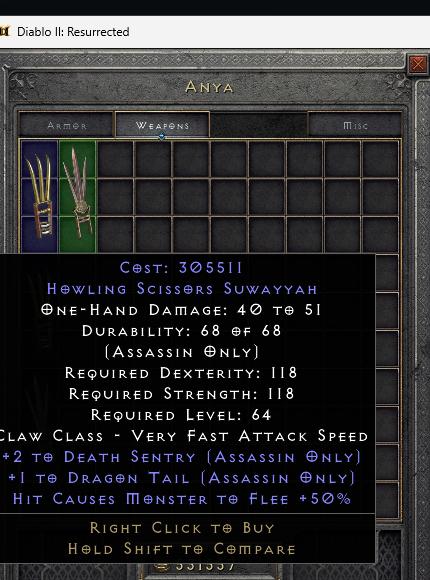 Diablo II: Resurrected
Anya
Armor
Weapons
Misc
Cost: 305511
Howling Scissors Suwayyah
One-Hand Damage: 40 to 51
Durability: 68 of 68
(Assassin Only)
Required Dexterity: 118
Required Strength: 118
Required Level: 64
Claw Class - Very Fast Attack Speed
+2 to Death Sentry (Assassin Only)
+1 to Dragon Tail (Assassin Only)
Hit Causes Monster to Flee +50%
Right Click to Buy
Hold Shift to Compare